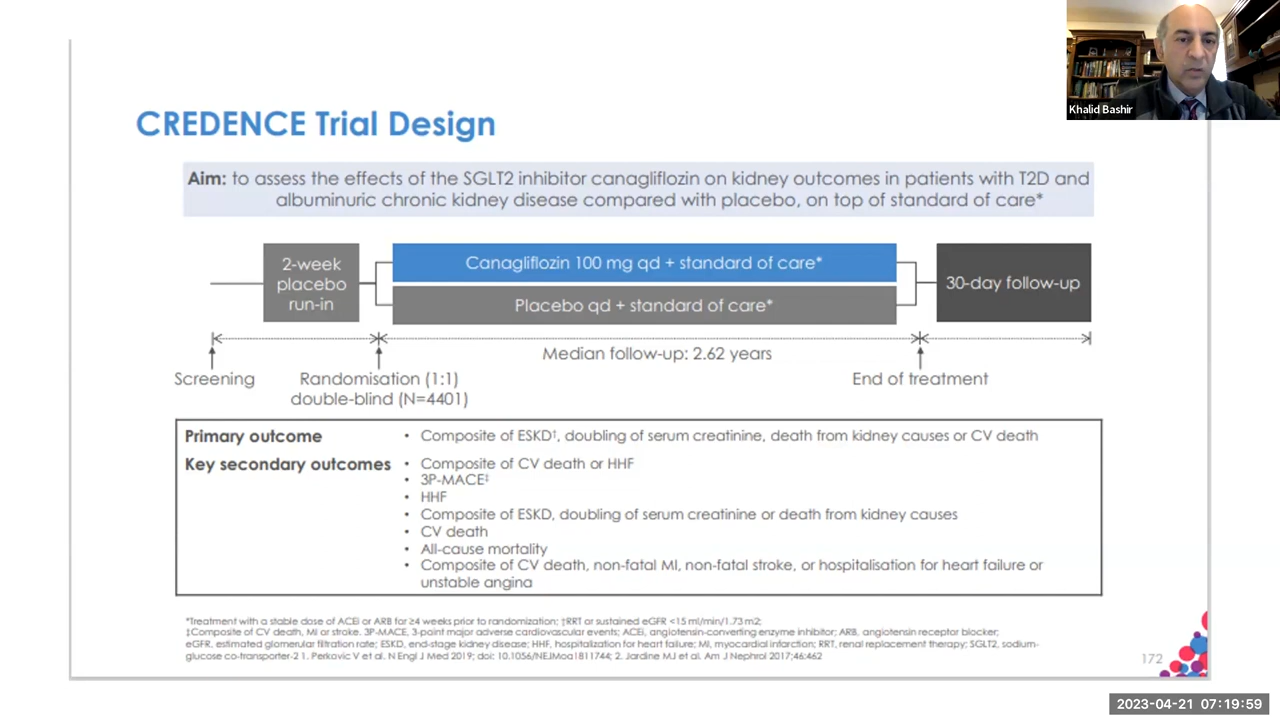 Khalid Bashir
CREDENCE Trial Design
Aim: to assess the effects of the SGLT2 inhibitor canagliflozin on kidney outcomes in patients with T2D and
albuminuric chronic kidney disease compared with placebo, on top of standard of care*
2-week
placebo
run-in
Canagliflozin 100 mg qd + standard of care*
Placebo qd + standard of care*
30-day follow-up
Median follow-up: 2.62 years
Screening
Randomisation (1:1)
double-blind (N=4401)
End of treatment
Primary outcome
• Composite of ESKD†, doubling of serum creatinine, death from kidney causes or CV death
Key secondary outcomes
• Composite of CV death or HHF
• 3P-MACE‡
• HHF
• Composite of ESKD, doubling of serum creatinine or death from kidney causes
• CV death
• All-cause mortality
• Composite of CV death, non-fatal MI, non-fatal stroke, or hospitalisation for heart failure or
unstable angina
*Treatment with a stable dose of ACEi or ARB for ≥4 weeks prior to randomization; †RRT or sustained eGFR <15 ml/min/1.73 m2;
‡Composite of CV death, MI or stroke. 3P-MACE, 3-point major adverse cardiovascular events; ACEi, angiotensin-converting enzyme inhibitor; ARB, angiotensin receptor blocker;
eGFR, estimated glomerular filtration rate; ESKD, end-stage kidney disease; HHF, hospitalization for heart failure; MI, myocardial infarction; RRT, renal replacement therapy; SGLT2, sodium-
glucose co-transporter-2 1. Perkovic V et al. N Engl J Med 2019; doi: 10.1056/NEJMoa1811744; 2. Jardine MJ et al. Am J Nephrol 2017;46:462
172
2023-04-21 07:19:59